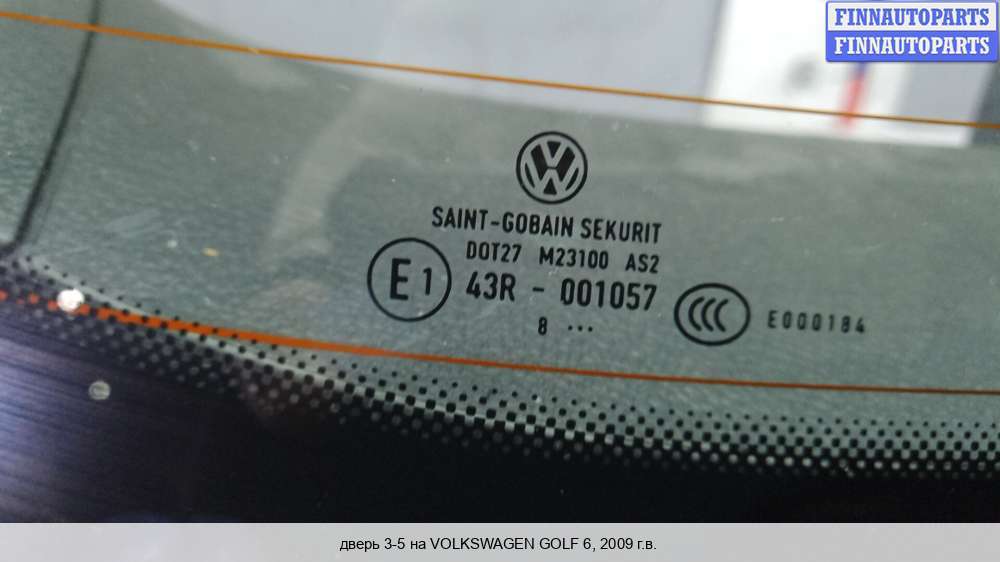 FINNAUTOPARTS
FINNAUTOPARTS
SAINT-GOBAIN SEKURIT
DOT27 M23100 AS2
E1 43R - 001057
CCC E000184
8 ...
дверь 3-5 на VOLKSWAGEN GOLF 6, 2009 г.в.